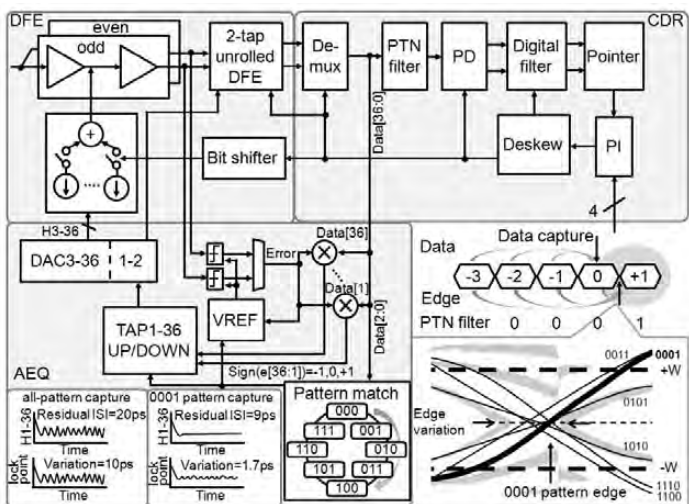 DFE
even
odd
2-tap
unrolled
DFE
De-
mux
PTN
filter
PD
Digital
filter
Pointer
CDR
Data[36:0]
Bit shifter
Deskew
PI
4
H3-36
DAC3-36
1-2
Error
Data[36]
Data[1]
Data[2:0]
VREF
TAP1-36
UP/DOWN
AEQ
Sign(e[36:1])=-1,0,+1
Data
Data capture
-3
-2
-1
0
+1
Edge
PTN filter
0
0
0
1
all-pattern capture
Residual ISI=20ps
H1-36
Time
Variation=10ps
lock
point
Time
0001 pattern capture
Residual ISI=9ps
H1-36
Time
Variation=1.7ps
lock
point
Time
Pattern match
000
111
001
110
010
101
011
100
0011
0001
+W
0101
Edge
variation
1010
-W
1110
1100
0001 pattern edge